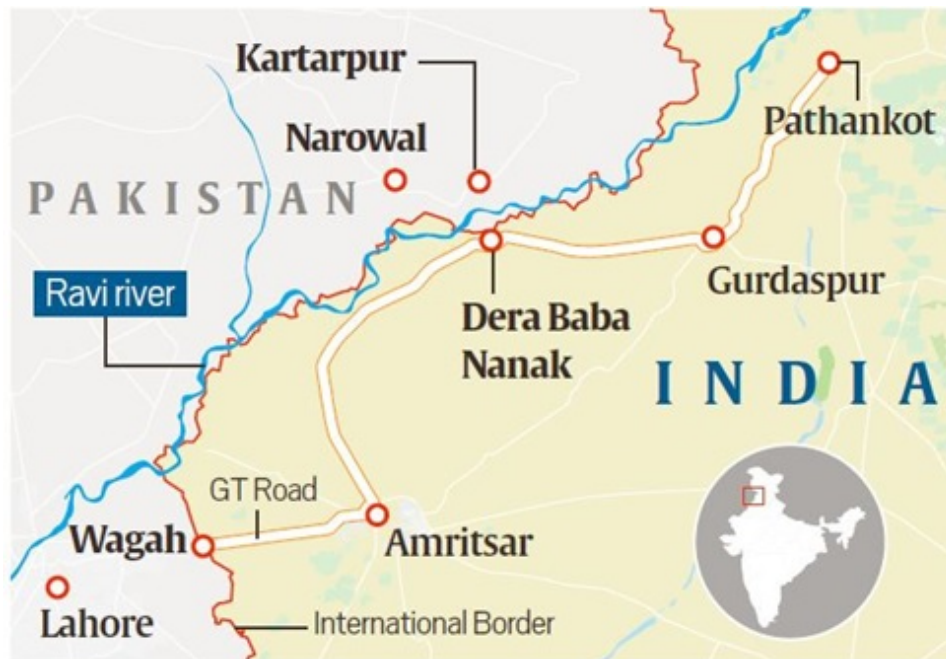 Kartarpur
Pathankot
Narowal
PAKISTAN
Ravi river
Gurdaspur
Dera Baba
Nanak
INDIA
GT Road
Wagah
Amritsar
Lahore
International Border